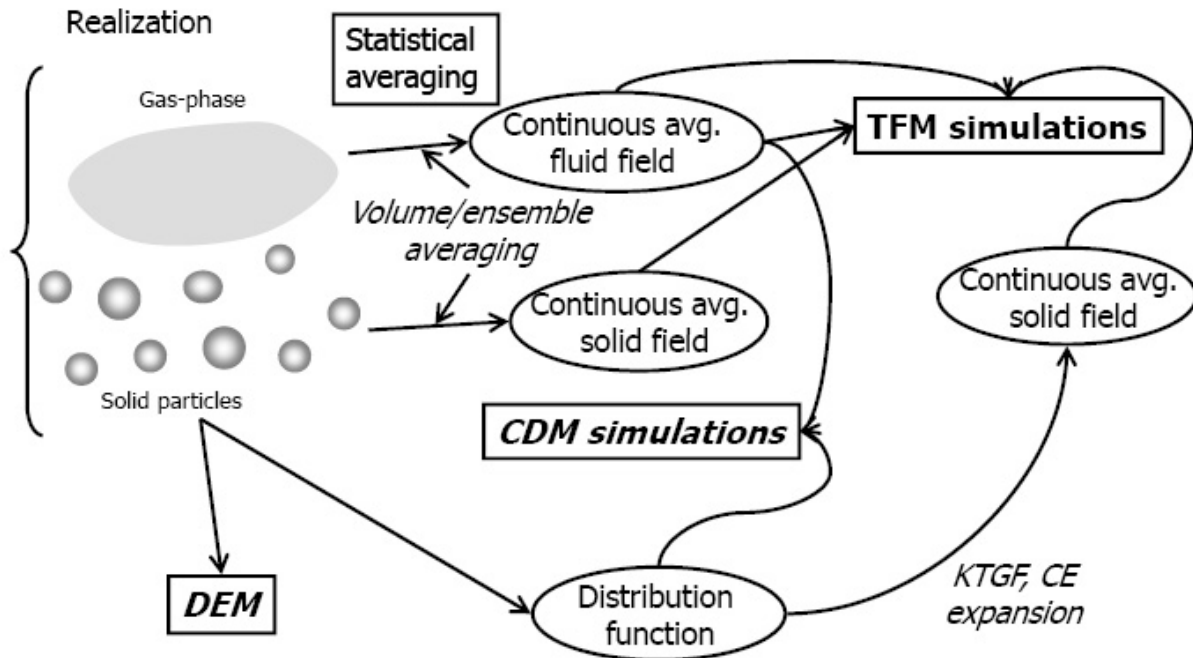 Realization
Statistical
averaging
Gas-phase
Continuous avg.
fluid field
TFM simulations
Volume/ensemble
averaging
Continuous avg.
solid field
Continuous avg.
solid field
Solid particles
CDM simulations
DEM
Distribution
function
KTGF, CE
expansion